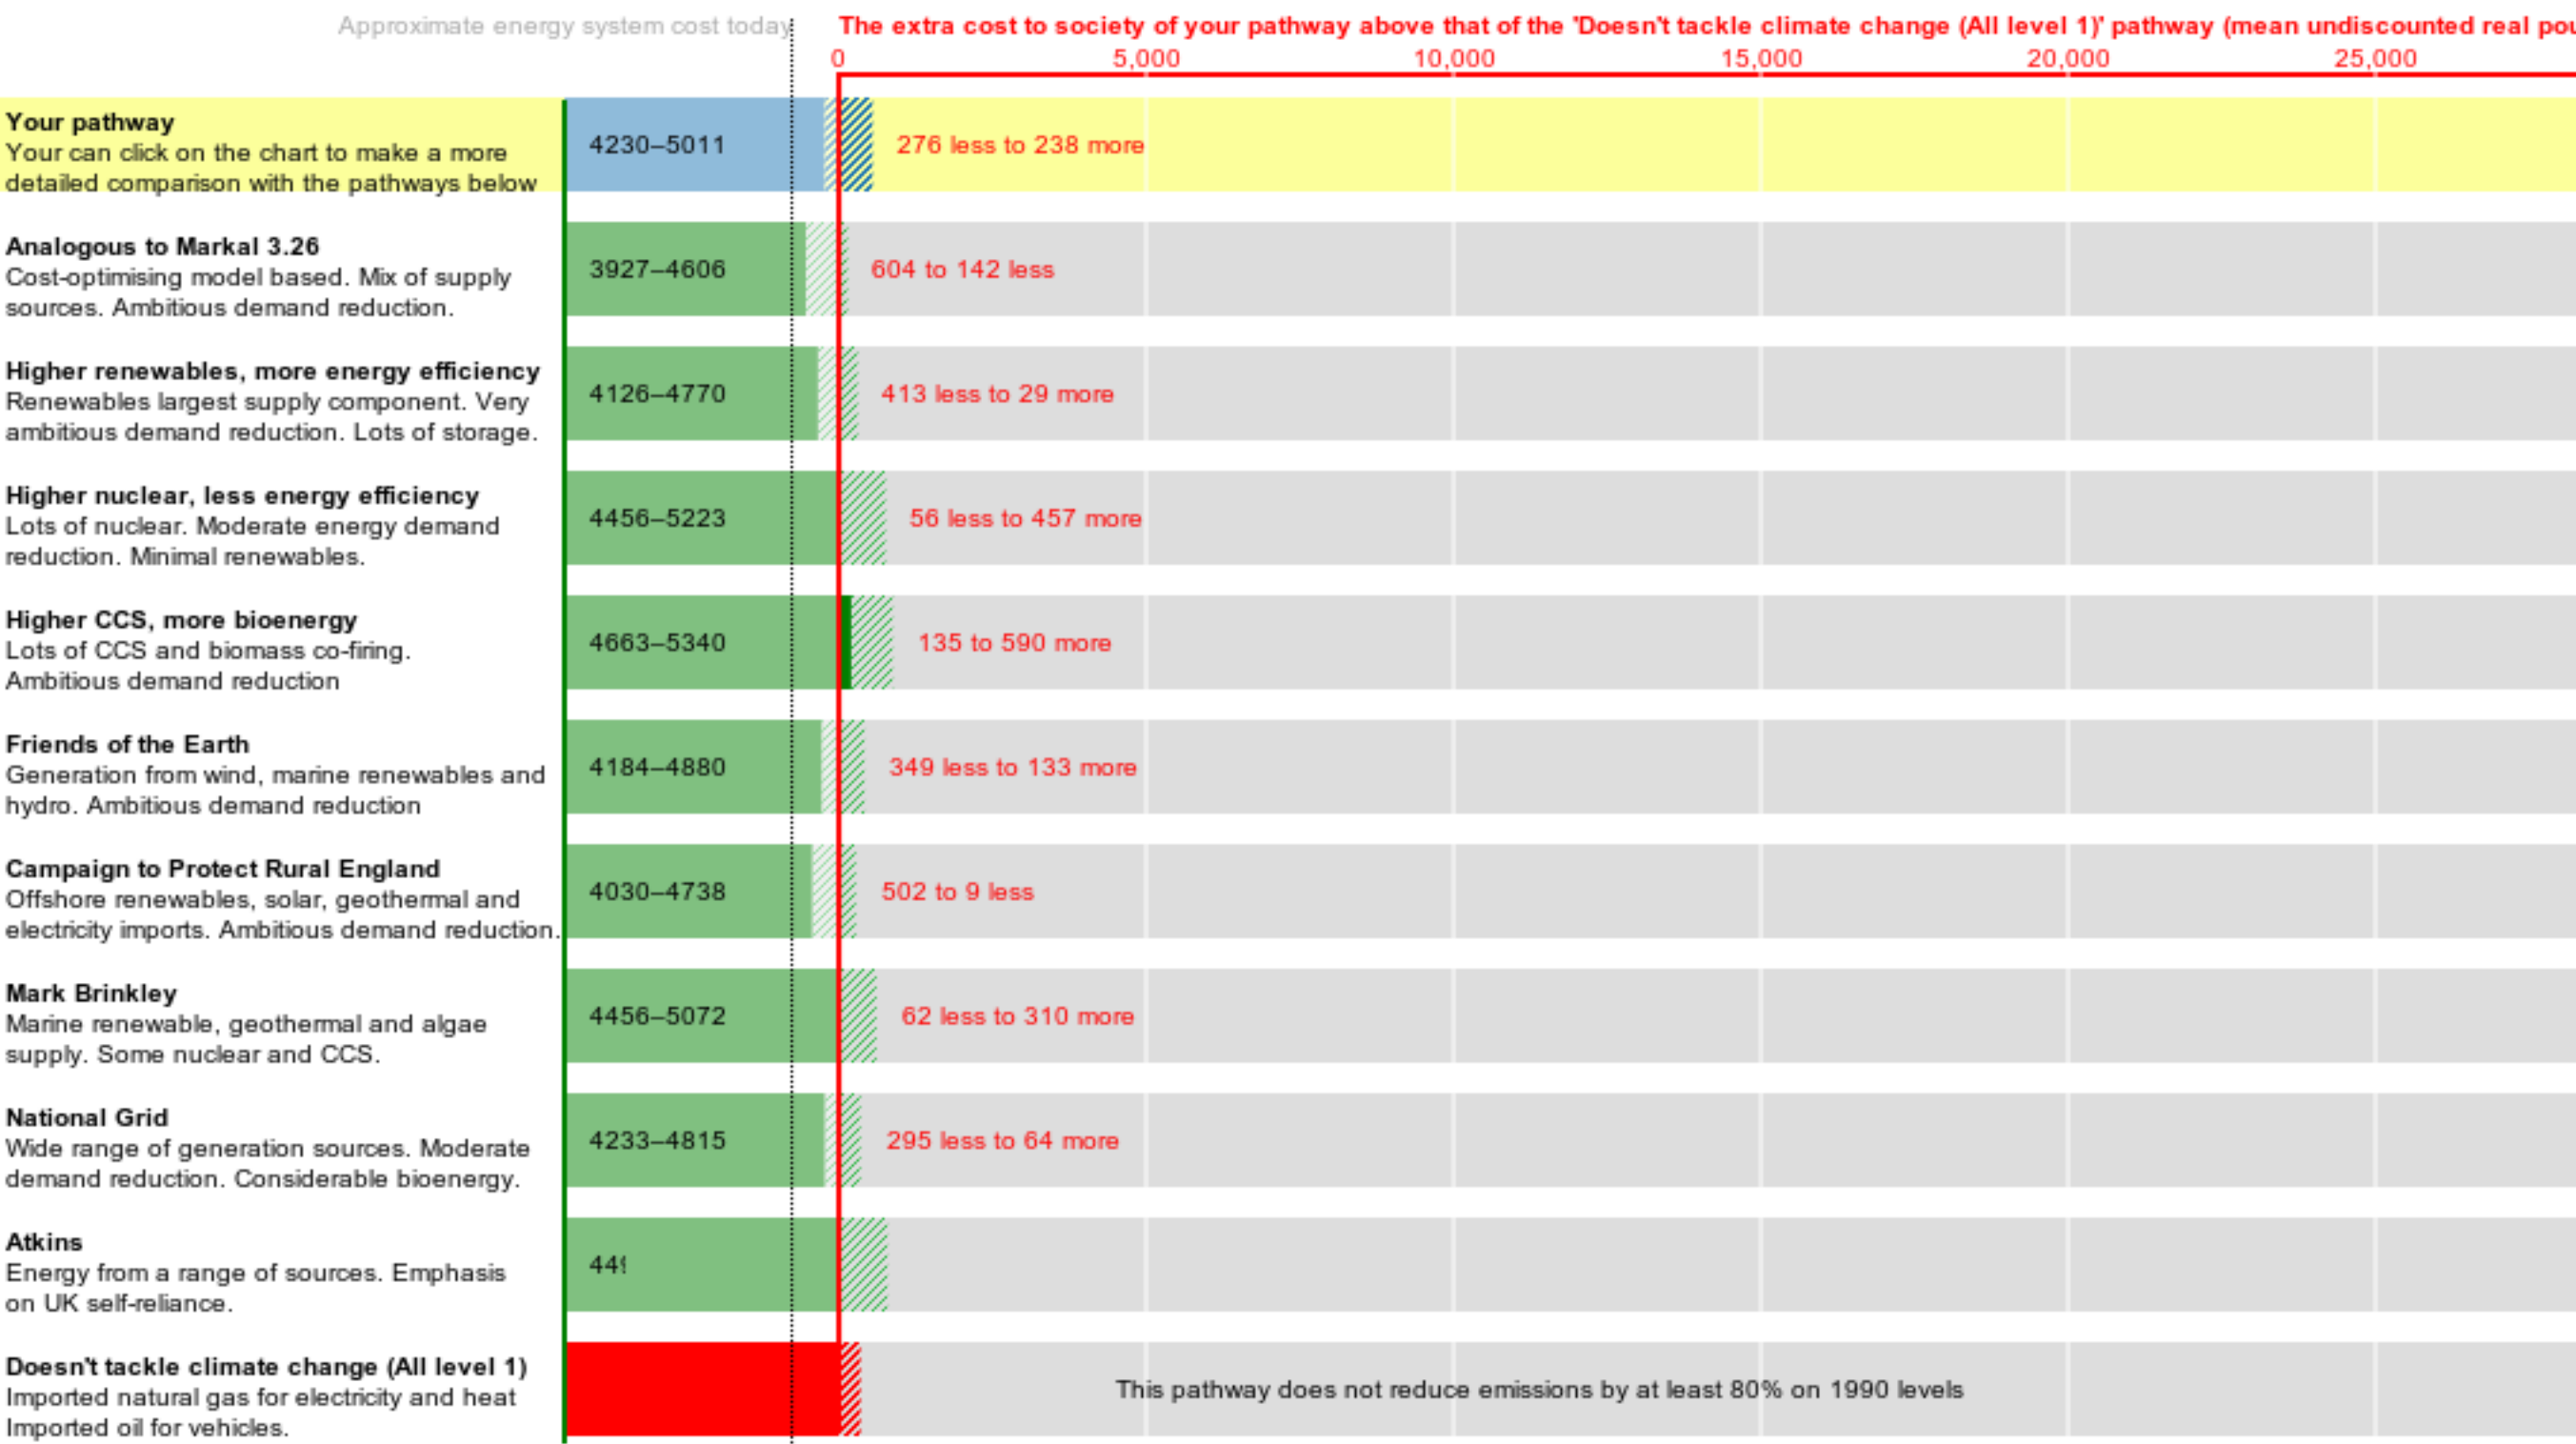 Approximate energy system cost today
The extra cost to society of your pathway above that of the 'Doesn't tackle climate change (All level 1)' pathway (mean undiscounted real
0 5,000 10,000 15,000 20,000 25,000
Your pathway
Your can click on the chart to make a more
detailed comparison with the pathways below
4230–5011
276 less to 238 more
Analogous to Markal 3.26
Cost-optimising model based. Mix of supply
sources. Ambitious demand reduction.
3927–4606
604 to 142 less
Higher renewables, more energy efficiency
Renewables largest supply component. Very
ambitious demand reduction. Lots of storage.
4126–4770
413 less to 29 more
Higher nuclear, less energy efficiency
Lots of nuclear. Moderate energy demand
reduction. Minimal renewables.
4456–5223
56 less to 457 more
Higher CCS, more bioenergy
Lots of CCS and biomass co-firing.
Ambitious demand reduction
4663–5340
135 to 590 more
Friends of the Earth
Generation from wind, marine renewables and
hydro. Ambitious demand reduction
4184–4880
349 less to 133 more
Campaign to Protect Rural England
Offshore renewables, solar, geothermal and
electricity imports. Ambitious demand reduction.
4030–4738
502 to 9 less
Mark Brinkley
Marine renewable, geothermal and algae
supply. Some nuclear and CCS.
4456–5072
62 less to 310 more
National Grid
Wide range of generation sources. Moderate
demand reduction. Considerable bioenergy.
4233–4815
295 less to 64 more
Atkins
Energy from a range of sources. Emphasis
on UK self-reliance.
Doesn't tackle climate change (All level 1)
Imported natural gas for electricity and heat
Imported oil for vehicles.
This pathway does not reduce emissions by at least 80% on 1990 levels